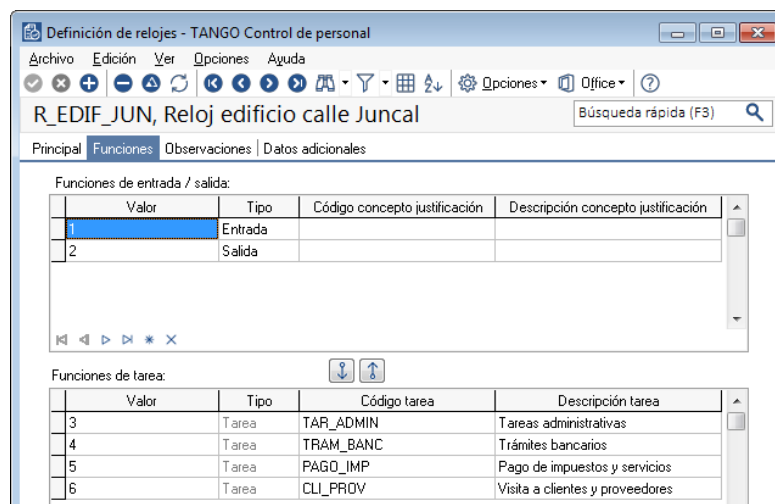 Definición de relojes - TANGO Control de personal
Archivo Edición Ver Opciones Ayuda
Opciones Office
R_EDIF_JUN, Reloj edificio calle Juncal
Búsqueda rápida (F3)
Principal Funciones Observaciones Datos adicionales
Funciones de entrada / salida:
Valor Tipo Código concepto justificación Descripción concepto justificación
1 Entrada
2 Salida
Funciones de tarea:
Valor Tipo Código tarea Descripción tarea
3 Tarea TAR_ADMIN Tareas administrativas
4 Tarea TRAM_BANC Trámites bancarios
5 Tarea PAGO_IMP Pago de impuestos y servicios
6 Tarea CLI_PROV Visita a clientes y proveedores